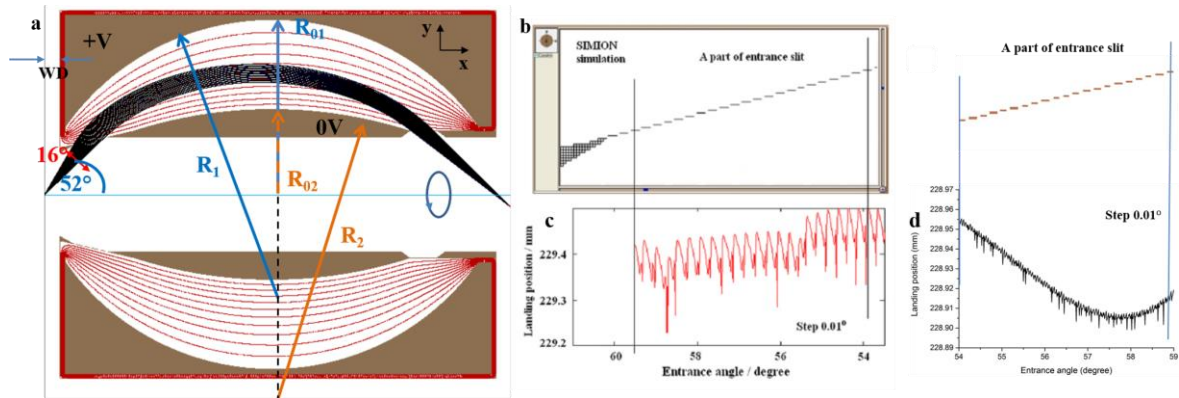 a
+V
R01
y
x
WD
0V
16°
52°
R1
R02
R2
b
SIMION
simulation
A part of entrance slit
c
Landing position / mm
229.4
229.3
229.2
Step 0.01°
60
58
56
54
Entrance angle / degree
A part of entrance slit
d
Landing position (mm)
228.97
228.96
228.95
228.94
228.93
228.92
228.91
228.90
228.89
Step 0.01°
54
55
56
57
58
59
Entrance angle (degree)